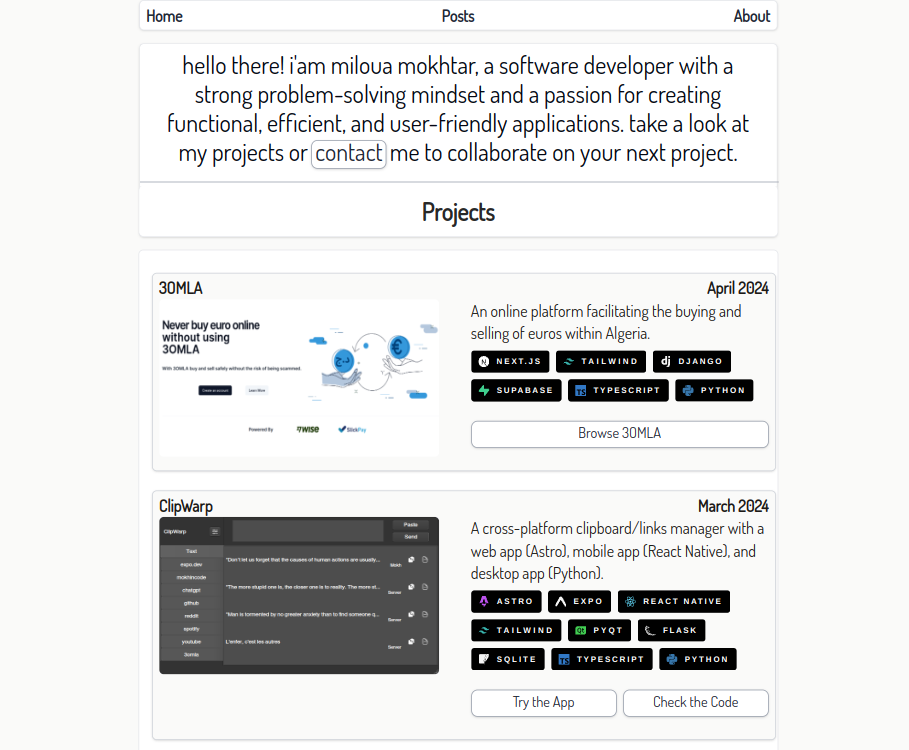 Home Posts About
hello there! i'am miloua mokhtar, a software developer with a
strong problem-solving mindset and a passion for creating
functional, efficient, and user-friendly applications. take a look at
my projects or contact me to collaborate on your next project.
Projects
3OMLA April 2024
Never buy euro online
without using
3OMLA
With 3OMLA buy and sell safely without the risk of being scammed.
Create an account Learn More
Powered By WISE SlickPay
An online platform facilitating the buying and
selling of euros within Algeria.
NEXT.JS TAILWIND DJANGO
SUPABASE TYPESCRIPT PYTHON
Browse 3OMLA
ClipWarp March 2024
ClipWarp
Paste
Send
Trust
expo.dev
chatgpt
github
reddit
spotify
youtube
3omla
"Don't let us forget that the causes of human actions are usually...
"The more stupid one is, the closer one is to reality. The more st...
Server
"Man is tormented by no greater anxiety than to find someone q...
Server
L'enfer, c'est les autres
Server
A cross-platform clipboard/links manager with a
web app (Astro), mobile app (React Native), and
desktop app (Python).
ASTRO EXPO REACT NATIVE
TAILWIND PYQT FLASK
SQLITE TYPESCRIPT PYTHON
Try the App Check the Code